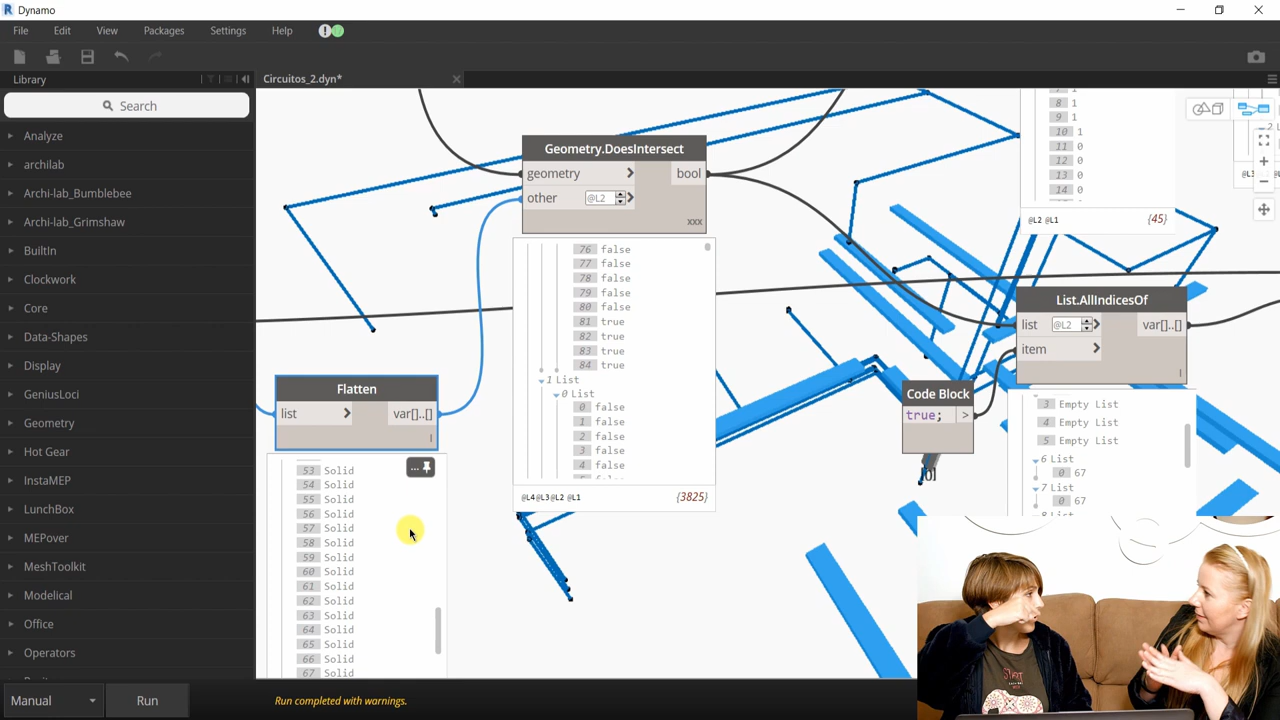 Dynamo
File Edit View Packages Settings Help
Library
Circuitos_2.dyn*
Search
Analyze
archilab
Archi-lab_Bumblebee
Archi-lab_Grimshaw
BuiltIn
Clockwork
Core
Data-Shapes
Display
GeniusLoci
Geometry
Hot Gear
InstaMEP
LunchBox
MEPover
MeshToolkit
Modelical
Office
Operators
Manual
Run
Run completed with warnings.
Flatten
list > var[]..[]
l
53 Solid
54 Solid
55 Solid
56 Solid
57 Solid
58 Solid
59 Solid
60 Solid
61 Solid
62 Solid
63 Solid
64 Solid
65 Solid
66 Solid
67 Solid
Geometry.DoesIntersect
geometry > bool
other @L2 >
xxx
76 false
77 false
78 false
79 false
80 false
81 true
82 true
83 true
84 true
1 List
0 List
0 false
1 false
2 false
3 false
4 false
@L4 @L3 @L2 @L1 {3825}
Code Block
true; >
[0]
8 1
9 1
10 1
11 0
12 0
13 0
14 0
@L2 @L1 {45}
List.AllIndicesOf
list @L2 > var[]..[]
item >
l
3 Empty List
4 Empty List
5 Empty List
6 List
0 67
7 List
0 67